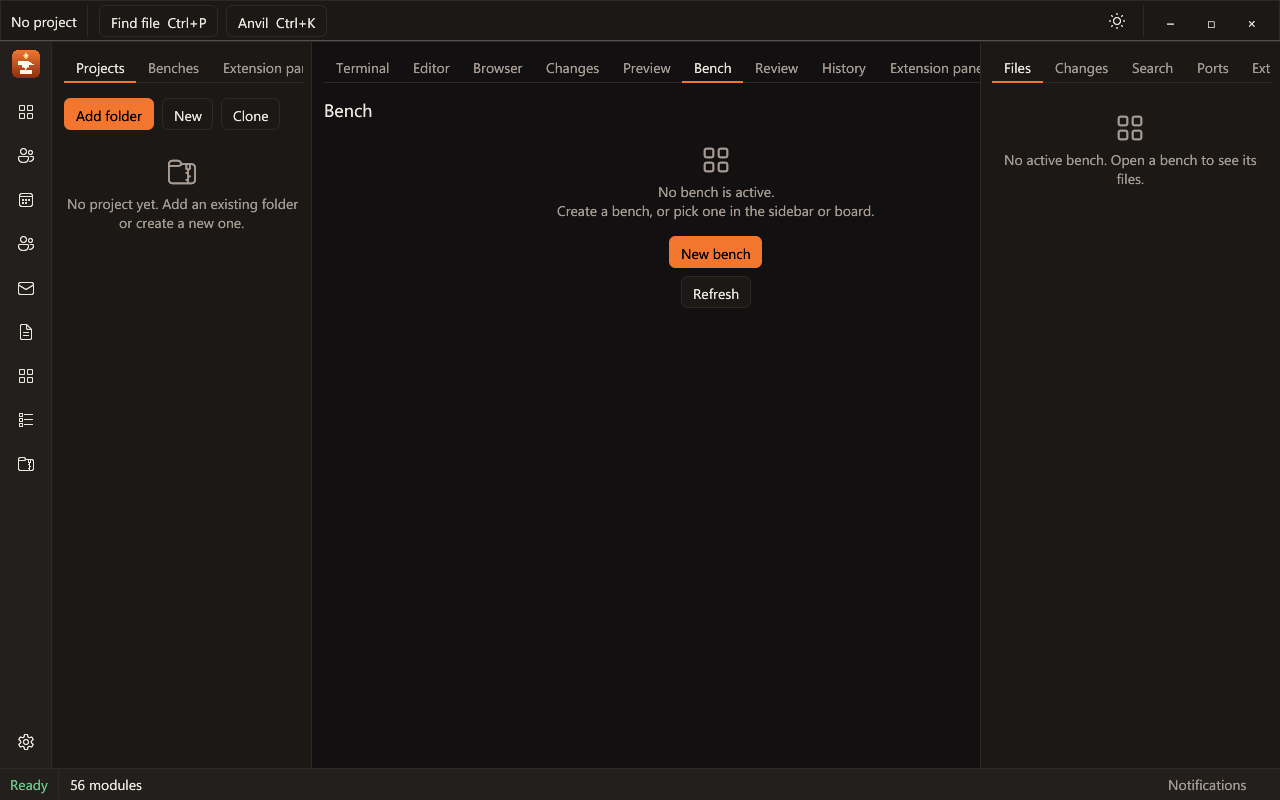 No project
Find file Ctrl+P
Anvil Ctrl+K
Projects
Benches
Extension par
Add folder
New
Clone
No project yet. Add an existing folder
or create a new one.
Terminal
Editor
Browser
Changes
Preview
Bench
Review
History
Extension pane
Bench
No bench is active.
Create a bench, or pick one in the sidebar or board.
New bench
Refresh
Files
Changes
Search
Ports
Ext
No active bench. Open a bench to see its
files.
Ready
56 modules
Notifications